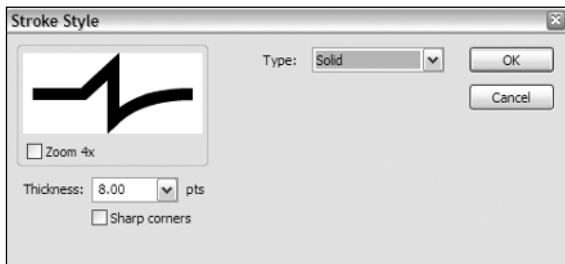 Stroke Style
Type: Solid
OK
Cancel
Zoom 4x
Thickness: 8.00 pts
Sharp corners